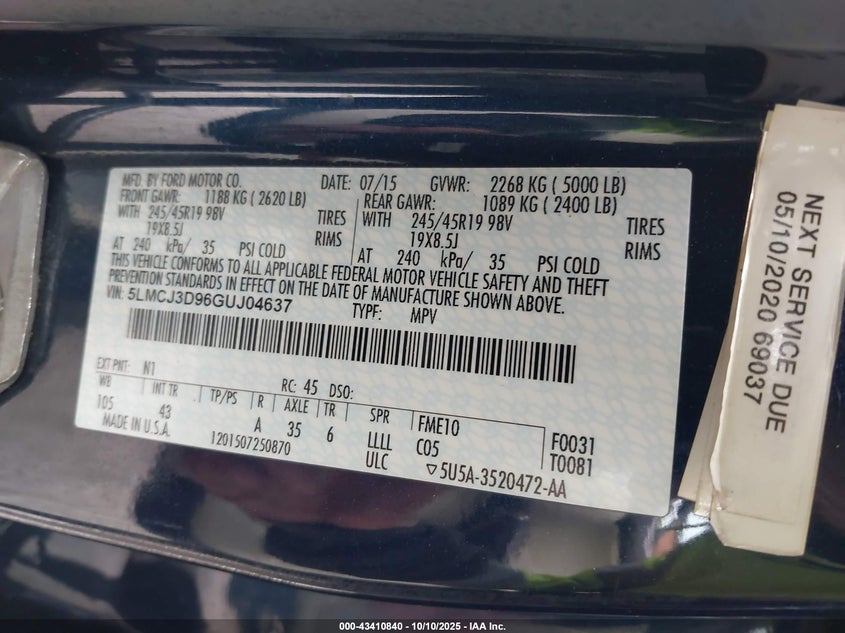 MFD. BY FORD MOTOR CO. DATE: 07/15 GVWR: 2268 KG ( 5000 LB)
FRONT GAWR: 1188 KG ( 2620 LB) REAR GAWR: 1089 KG ( 2400 LB)
WITH 245/45R19 98V TIRES WITH 245/45R19 98V TIRES
19X8.5J RIMS 19X8.5J RIMS
AT 240 kPa/ 35 PSI COLD AT 240 kPa/ 35 PSI COLD
THIS VEHICLE CONFORMS TO ALL APPLICABLE FEDERAL MOTOR VEHICLE SAFETY AND THEFT
PREVENTION STANDARDS IN EFFECT ON THE DATE OF MANUFACTURE SHOWN ABOVE.
VIN: 5LMCJ3D96GUJ04637 TYPE: MPV
EXT PNT: N1 RC: 45 DSO:
WB INT TR TP/PS R AXLE TR SPR FME10 F0031
105 43 A 35 6 LLLL C05 T0081
MADE IN U.S.A. 1201507250870 ULC ▽5U5A-3520472-AA
NEXT SERVICE DUE
05/10/2020 69037
000-43410840 - 10/10/2025 - IAA Inc.